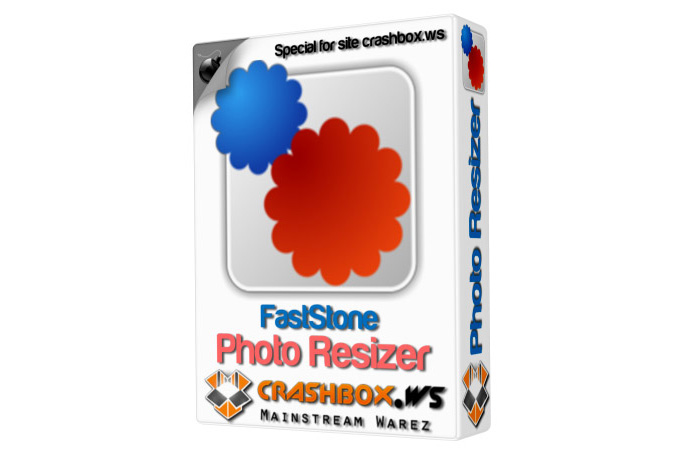 Special for site crashbox.ws
FastStone
Photo Resizer
CRASHBOX.WS
MAINSTREAM WAREZ
Photo Resizer